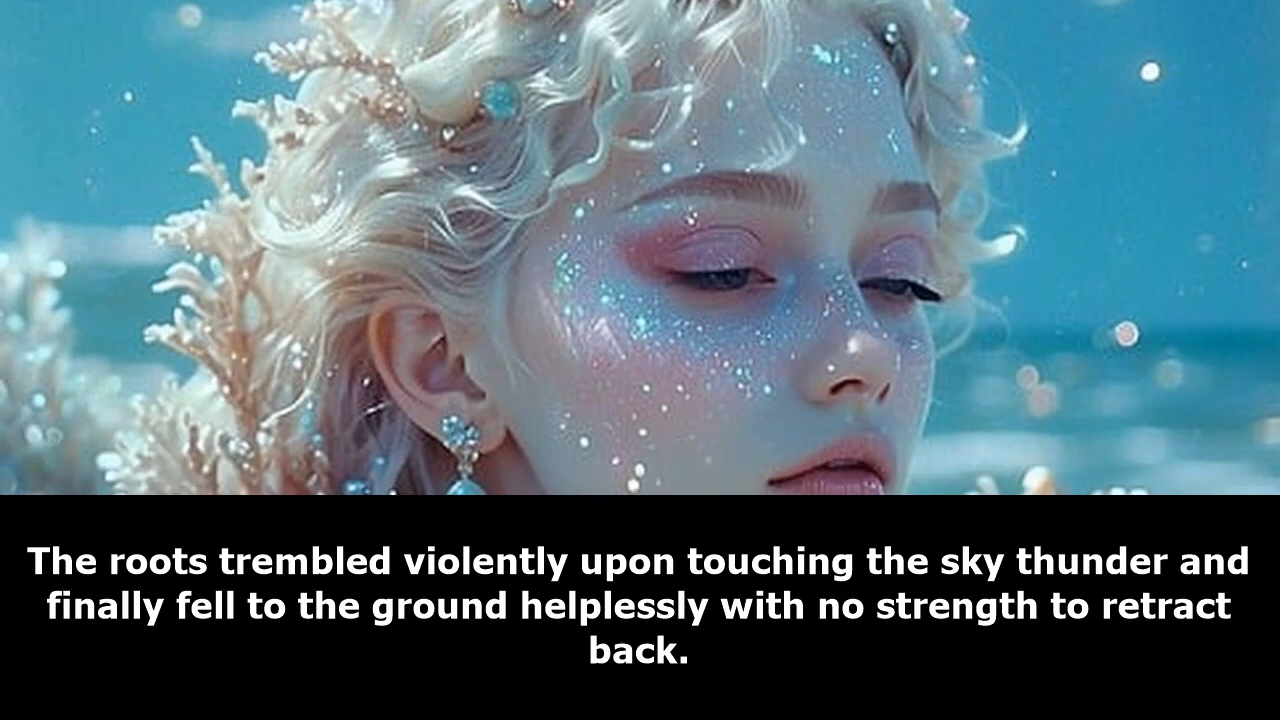 The roots trembled violently upon touching the sky thunder and
finally fell to the ground helplessly with no strength to retract
back.